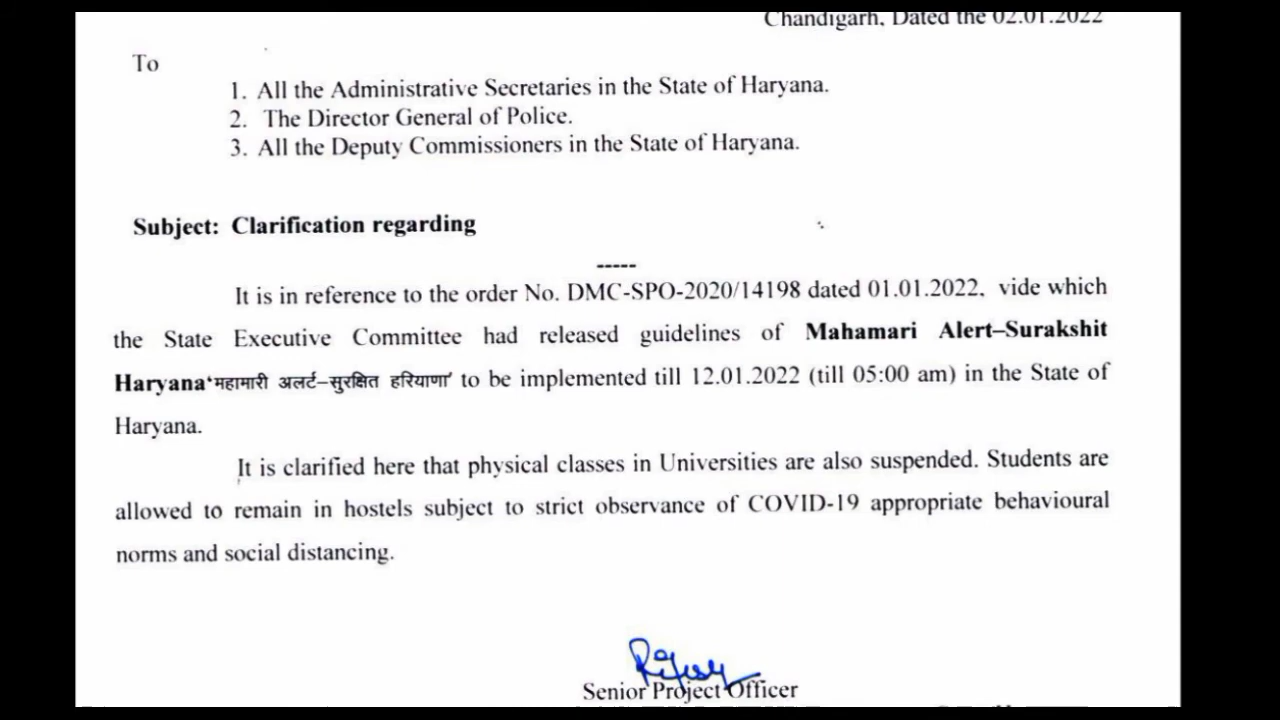 Chandigarh, Dated the 02.01.2022
To
1. All the Administrative Secretaries in the State of Haryana.
2. The Director General of Police.
3. All the Deputy Commissioners in the State of Haryana.
Subject: Clarification regarding
-----
It is in reference to the order No. DMC-SPO-2020/14198 dated 01.01.2022, vide which
the State Executive Committee had released guidelines of Mahamari Alert–Surakshit
Haryana‘महामारी अलर्ट–सुरक्षित हरियाणा’ to be implemented till 12.01.2022 (till 05:00 am) in the State of
Haryana.
It is clarified here that physical classes in Universities are also suspended. Students are
allowed to remain in hostels subject to strict observance of COVID-19 appropriate behavioural
norms and social distancing.
Senior Project Officer